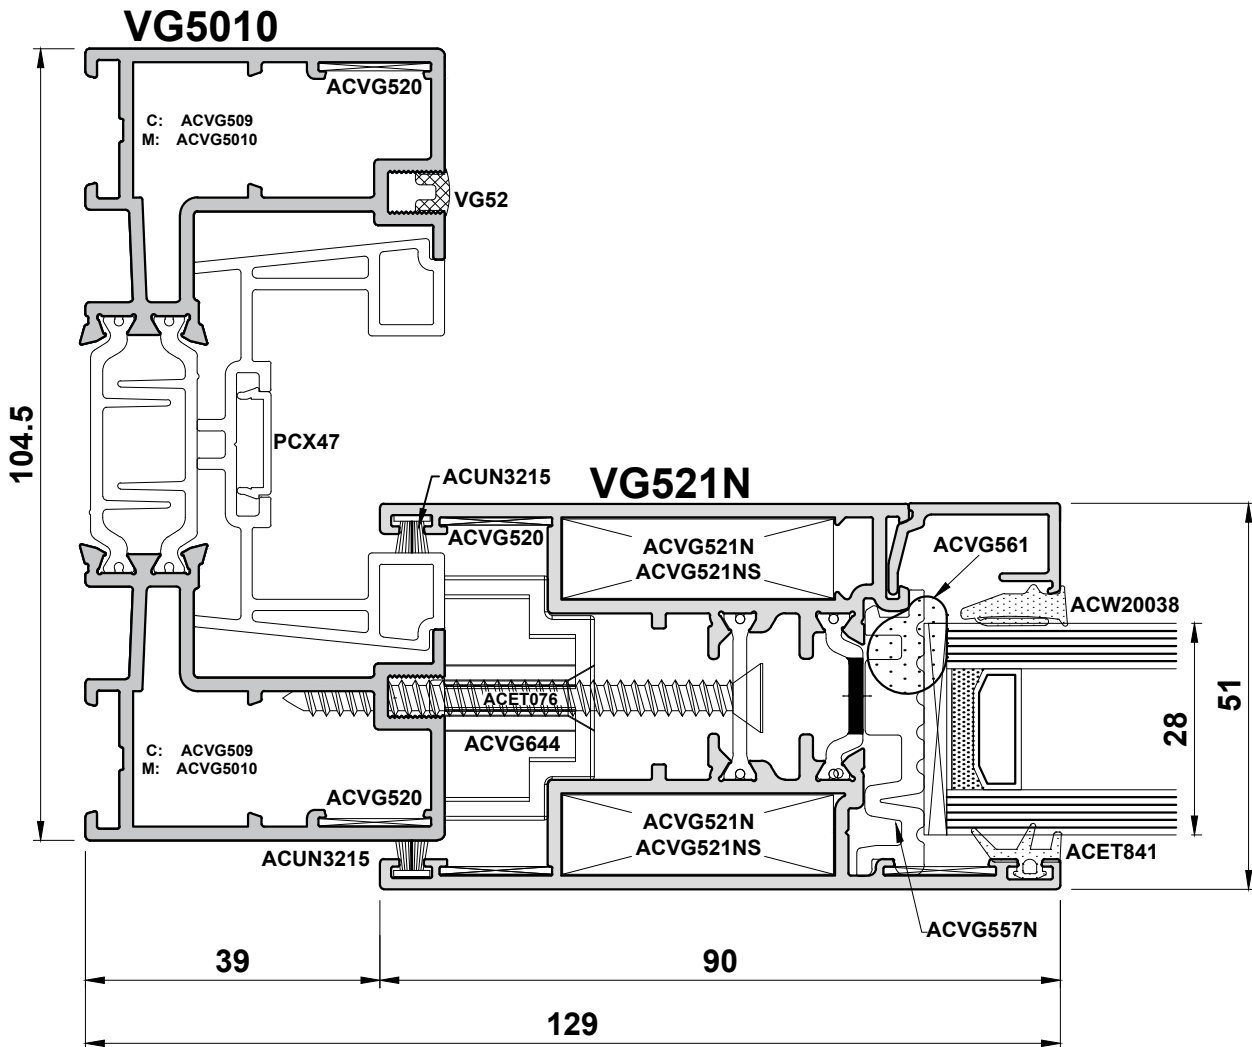 VG5010
ACVG520
C: ACVG509
M: ACVG5010
VG52
104.5
PCX47
ACUN3215
VG521N
ACVG520
ACVG521N
ACVG521NS
ACVG561
ACW20038
ACET076
ACVG644
28
51
C: ACVG509
M: ACVG5010
ACVG520
ACUN3215
ACVG521N
ACVG521NS
ACET841
ACVG557N
39
90
129